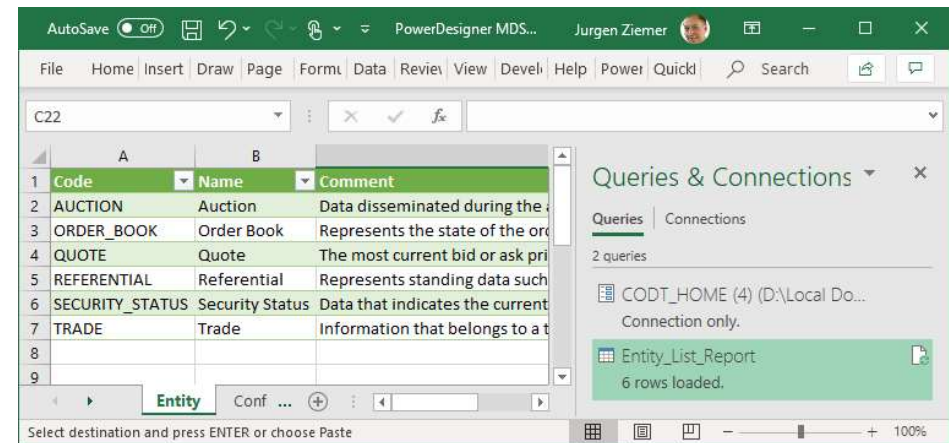 AutoSave Off PowerDesigner MDS... Jurgen Ziemer
File Home Insert Draw Page Formu Data Review View Develo Help Power Quickl Search
C22 fx
A B
1 Code Name Comment
2 AUCTION Auction Data disseminated during the
3 ORDER_BOOK Order Book Represents the state of the ord
4 QUOTE Quote The most current bid or ask pri
5 REFERENTIAL Referential Represents standing data such
6 SECURITY_STATUS Security Status Data that indicates the current
7 TRADE Trade Information that belongs to a t
8
9
Entity Conf ...
Select destination and press ENTER or choose Paste
100%
Queries & Connections
Queries Connections
2 queries
CODT_HOME (4) (D:\Local Do...
Connection only.
Entity_List_Report
6 rows loaded.